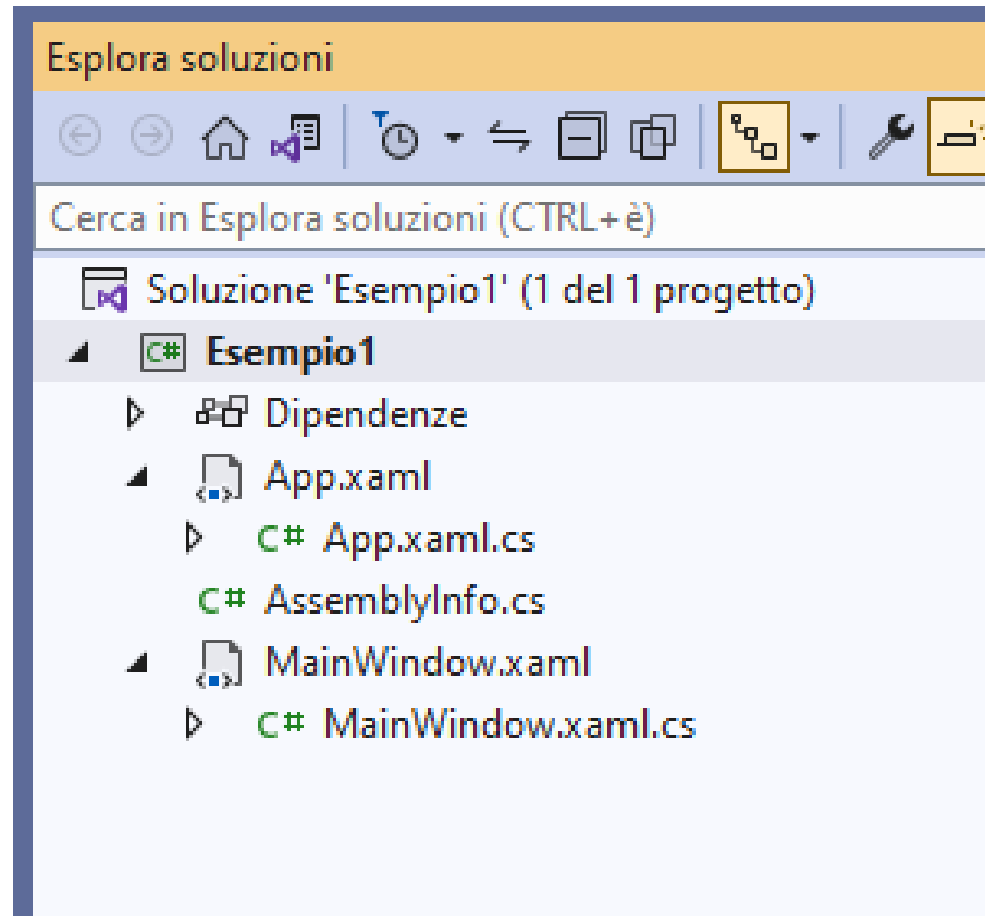 Esplora soluzioni
Cerca in Esplora soluzioni (CTRL+è)
Soluzione 'Esempio1' (1 del 1 progetto)
C# Esempio1
Dipendenze
App.xaml
C# App.xaml.cs
C# AssemblyInfo.cs
MainWindow.xaml
C# MainWindow.xaml.cs